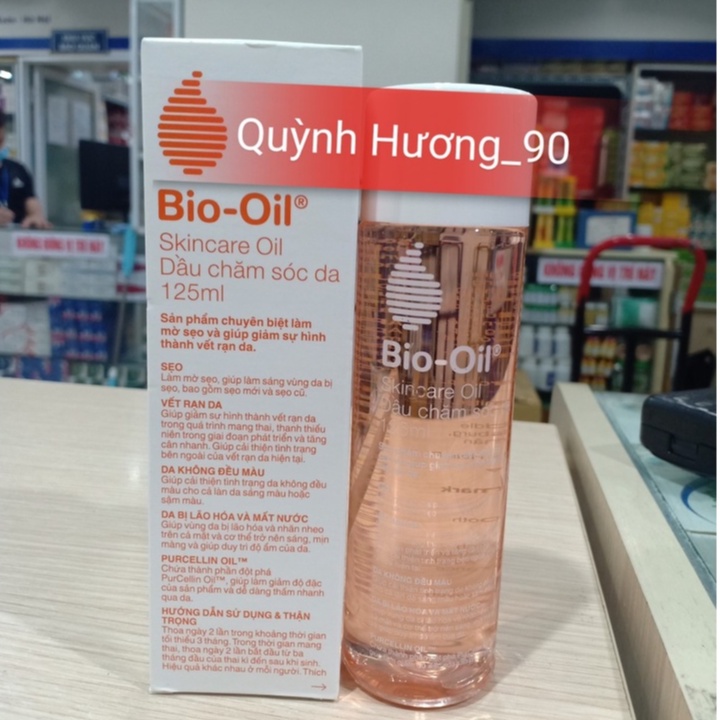 Quỳnh Hương_90
Bio-Oil®
Skincare Oil
Dầu chăm sóc da
125ml
Sản phẩm chuyên biệt làm
mờ sẹo và giúp giảm sự hình
thành vết rạn da.
SẸO
Làm mờ sẹo, giúp làm sáng vùng da bị
sẹo, bao gồm sẹo mới và sẹo cũ.
VẾT RẠN DA
Giúp giảm sự hình thành vết rạn da
trong quá trình mang thai, thanh thiếu
niên trong giai đoạn phát triển và tăng
cân nhanh. Giúp cải thiện tình trạng
bên ngoài của vết rạn da hiện tại.
DA KHÔNG ĐỀU MÀU
Giúp cải thiện tình trạng da không đều
màu cho cả làn da sáng màu hoặc
sậm màu.
DA BỊ LÃO HÓA VÀ MẤT NƯỚC
Giúp vùng da bị lão hóa và nhăn nheo
trên cả mặt và cơ thể trở nên sáng, mịn
màng và giúp duy trì độ ẩm của da.
PURCELLIN OIL™
Chứa thành phần đột phá
PurCellin Oil™, giúp làm giảm độ đặc
của sản phẩm và dễ dàng thấm nhanh
qua da.
HƯỚNG DẪN SỬ DỤNG & THẬN
TRỌNG
Thoa ngày 2 lần trong khoảng thời gian
tối thiểu 3 tháng. Trong thời gian mang
thai, thoa ngày 2 lần bắt đầu từ ba
tháng đầu của thai kì đến sau khi sinh.
Hiệu quả khác nhau ở mỗi người. Thích
Bio-Oil®
Skincare Oil
Dầu chăm só
KHÔNG ĐÚNG VỊ TRÍ NÀY